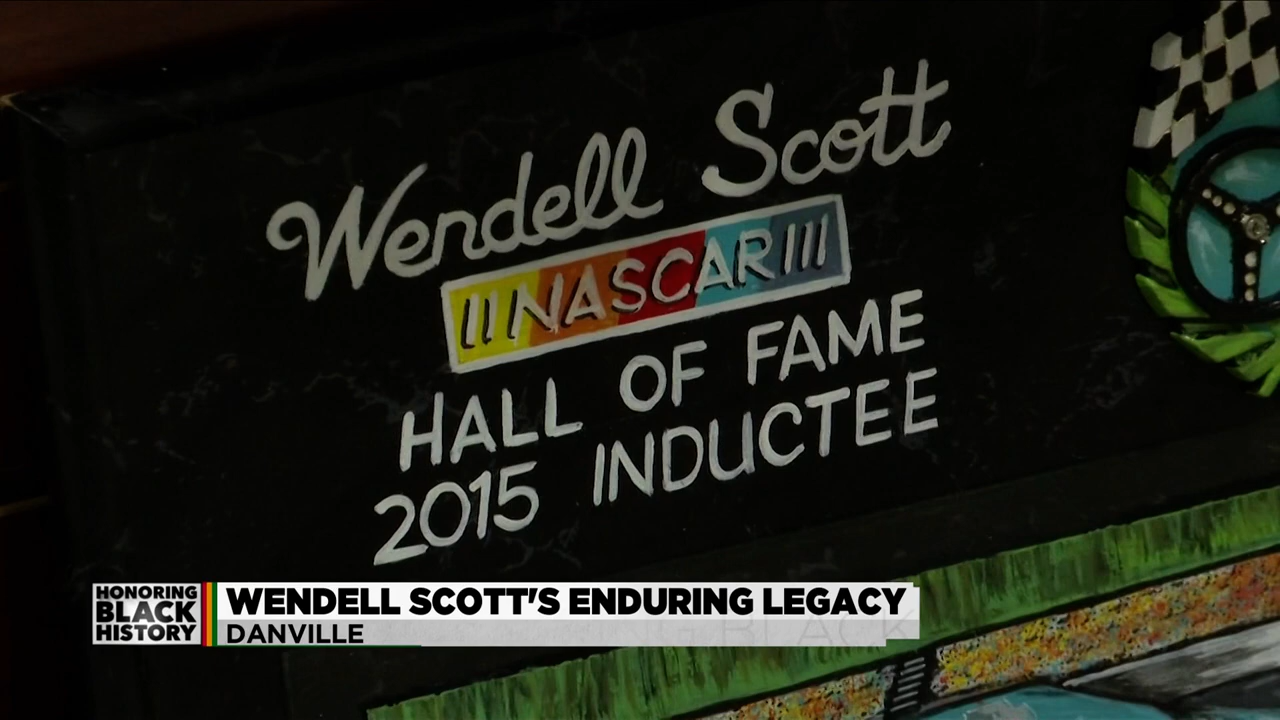 Wendell Scott
NASCAR
HALL OF FAME
2015 INDUCTEE
HONORING
BLACK
HISTORY
WENDELL SCOTT'S ENDURING LEGACY
DANVILLE